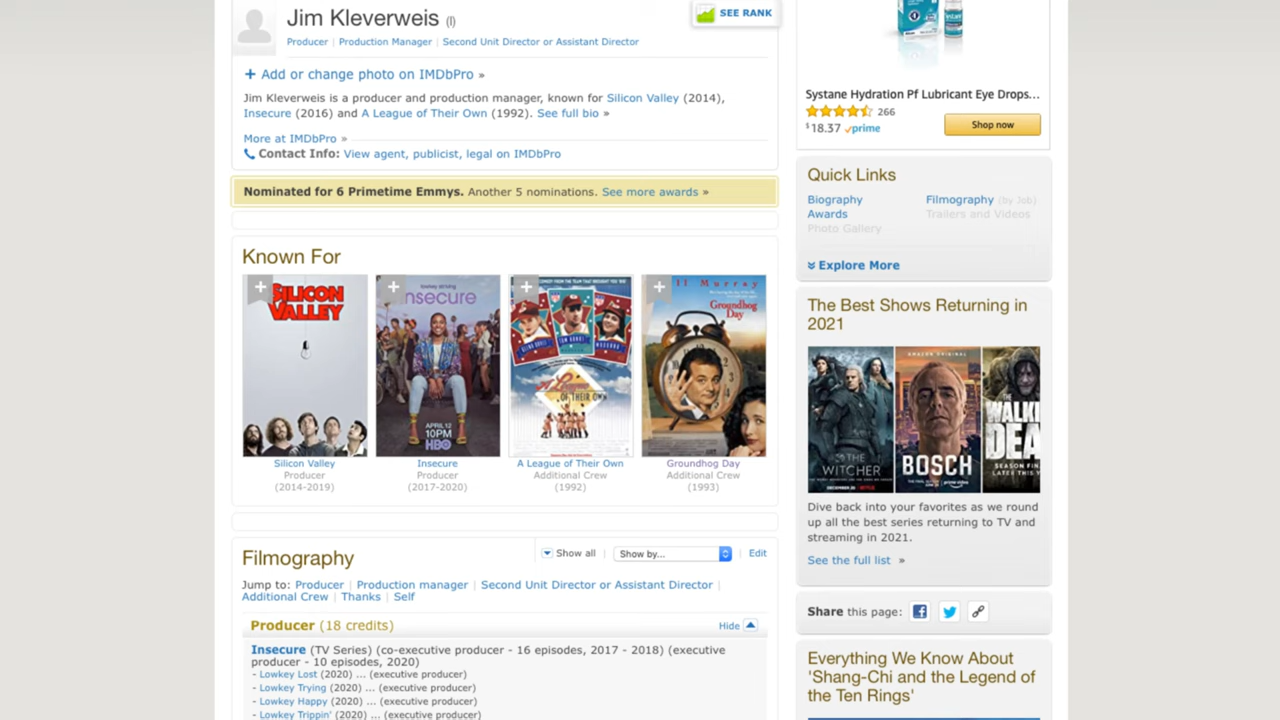 Jim Kleverweis (I)
SEE RANK
Producer | Production Manager | Second Unit Director or Assistant Director
+ Add or change photo on IMDbPro »
Jim Kleverweis is a producer and production manager, known for Silicon Valley (2014),
Insecure (2016) and A League of Their Own (1992). See full bio »
More at IMDbPro »
Contact Info: View agent, publicist, legal on IMDbPro
Nominated for 6 Primetime Emmys. Another 5 nominations. See more awards »
Known For
SILICON
VALLEY
insecure
APRIL 12
10PM
HBO
OF THEIR OWN
Groundhog
Day
Silicon Valley
Producer
(2014-2019)
Insecure
Producer
(2017-2020)
A League of Their Own
Additional Crew
(1992)
Groundhog Day
Additional Crew
(1993)
Filmography
Show all | Show by... | Edit
Jump to: Producer | Production manager | Second Unit Director or Assistant Director |
Additional Crew | Thanks | Self
Producer (18 credits)
Hide
Insecure (TV Series) (co-executive producer - 16 episodes, 2017 - 2018) (executive
producer - 10 episodes, 2020)
- Lowkey Lost (2020) ... (executive producer)
- Lowkey Trying (2020) ... (executive producer)
- Lowkey Happy (2020) ... (executive producer)
- Lowkey Trippin' (2020) ... (executive producer)
Systane Hydration Pf Lubricant Eye Drops...
266
$18.37 prime
Shop now
Quick Links
Biography
Awards
Photo Gallery
Filmography (by Job)
Trailers and Videos
Explore More
The Best Shows Returning in
2021
THE
WITCHER
AMAZON ORIGINAL
BOSCH
THE
WALKI
DEA
SEASON FIN
LATER THIS Y
Dive back into your favorites as we round
up all the best series returning to TV and
streaming in 2021.
See the full list »
Share this page:
Everything We Know About
'Shang-Chi and the Legend of
the Ten Rings'